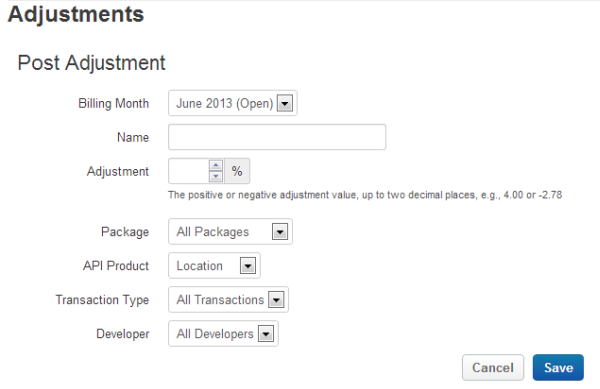 Adjustments
Post Adjustment
Billing Month June 2013 (Open)
Name
Adjustment %
The positive or negative adjustment value, up to two decimal places, e.g., 4.00 or -2.78
Package All Packages
API Product Location
Transaction Type All Transactions
Developer All Developers
Cancel Save